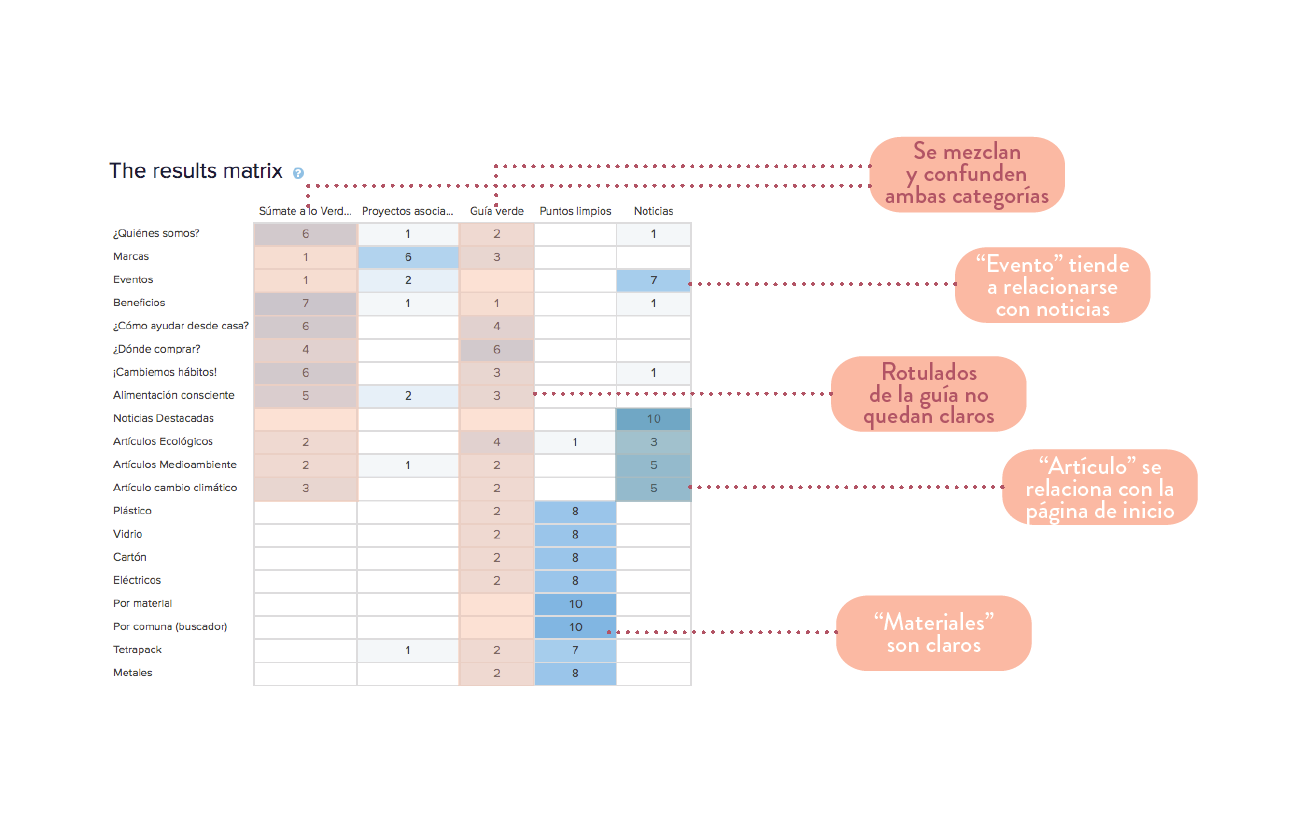 The results matrix ?
Súmate a lo Verd... Proyectos asocia... Guía verde Puntos limpios Noticias
¿Quiénes somos? 6 1 2 1
Marcas 1 6 3
Eventos 1 2 7
Beneficios 7 1 1 1
¿Cómo ayudar desde casa? 6 4
¿Dónde comprar? 4 6
¡Cambiemos hábitos! 6 3 1
Alimentación consciente 5 2 3
Noticias Destacadas 10
Artículos Ecológicos 2 4 1 3
Artículos Medioambiente 2 1 2 5
Artículo cambio climático 3 2 5
Plástico 2 8
Vidrio 2 8
Cartón 2 8
Eléctricos 2 8
Por material 10
Por comuna (buscador) 10
Tetrapack 1 2 7
Metales 2 8
Se mezclan
y confunden
ambas categorías
“Evento” tiende
a relacionarse
con noticias
Rotulados
de la guía no
quedan claros
“Artículo” se
relaciona con la
página de inicio
“Materiales”
son claros